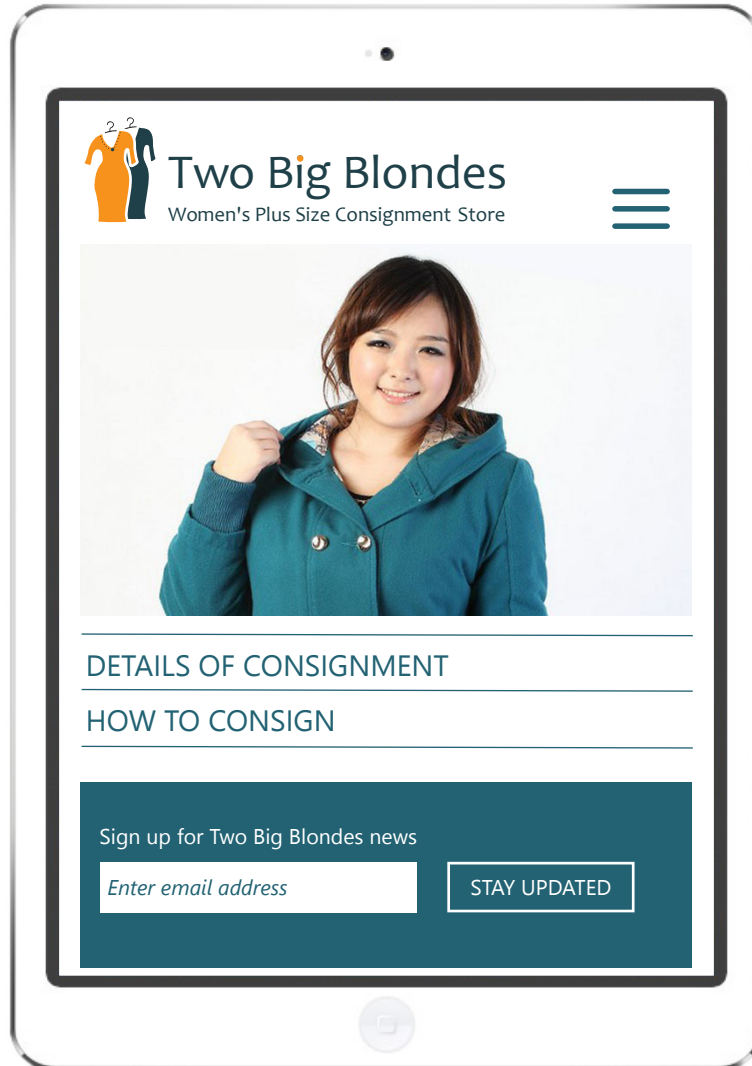 Two Big Blondes
Women's Plus Size Consignment Store
DETAILS OF CONSIGNMENT
HOW TO CONSIGN
Sign up for Two Big Blondes news
Enter email address
STAY UPDATED